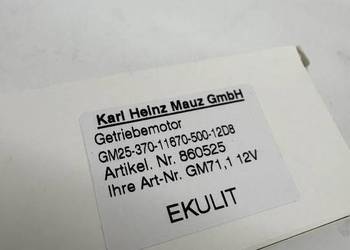 Karl Heinz Mauz GmbH
Getriebemotor
GM25-370-11670-500-12D8
Artikel. Nr. 860525
Ihre Art-Nr. GM71,1 12V
EKULIT